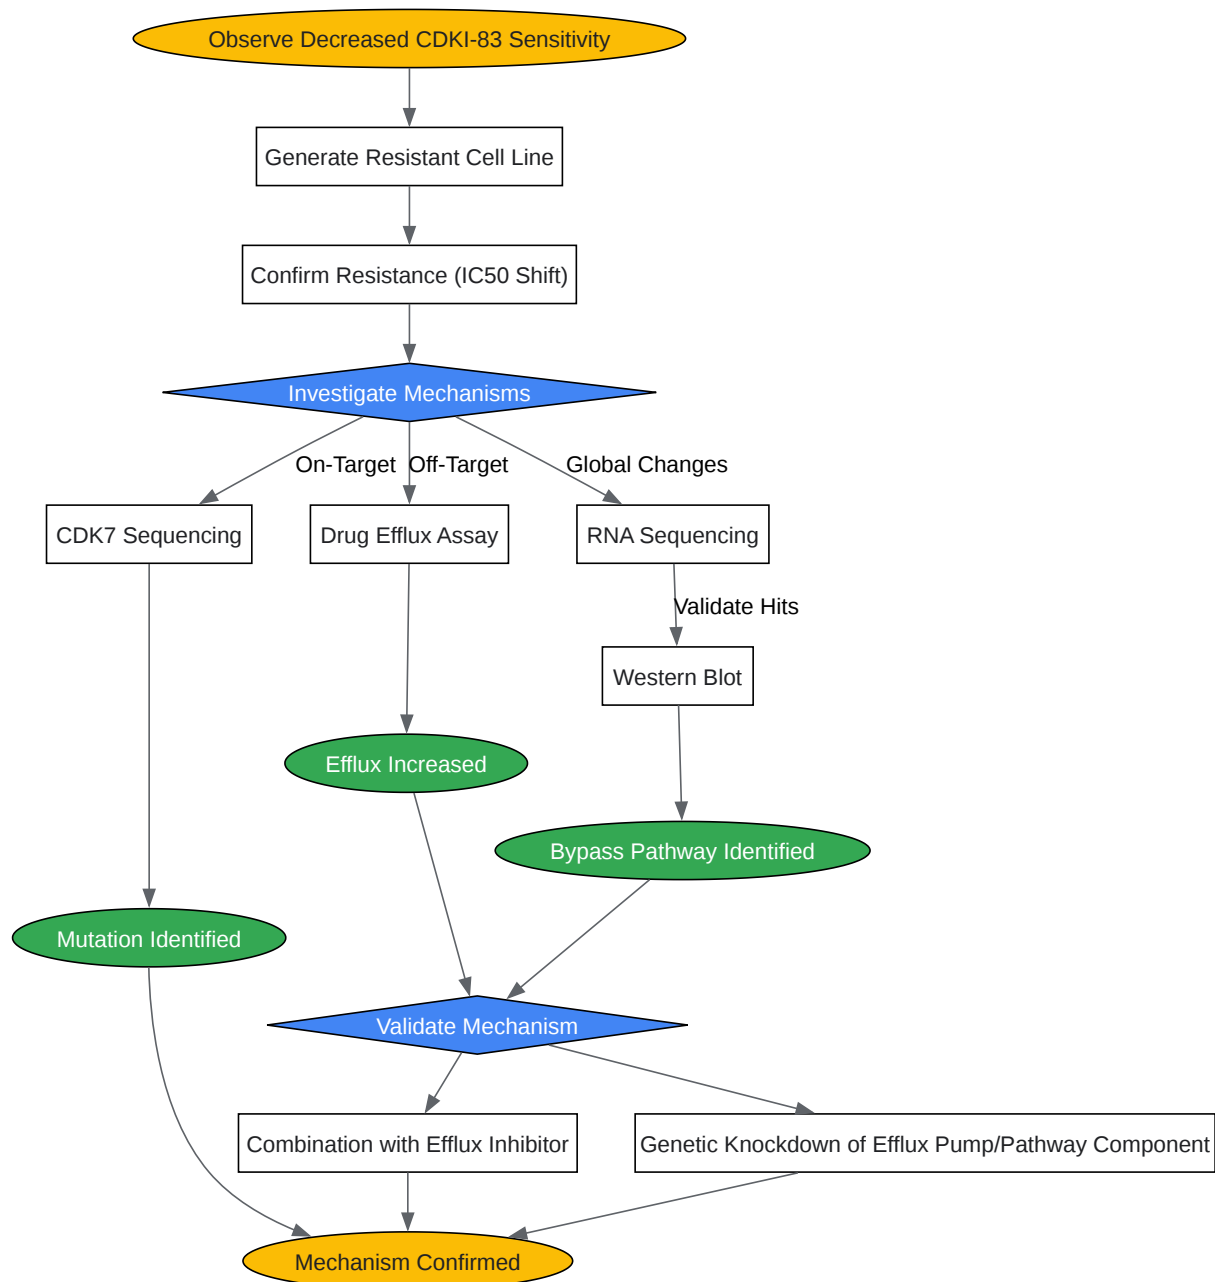 Observe Decreased CDKI-83 Sensitivity
Generate Resistant Cell Line
Confirm Resistance (IC50 Shift)
Investigate Mechanisms
On-Target
Off-Target
Global Changes
CDK7 Sequencing
Drug Efflux Assay
RNA Sequencing
Validate Hits
Western Blot
Efflux Increased
Bypass Pathway Identified
Mutation Identified
Validate Mechanism
Combination with Efflux Inhibitor
Genetic Knockdown of Efflux Pump/Pathway Component
Mechanism Confirmed